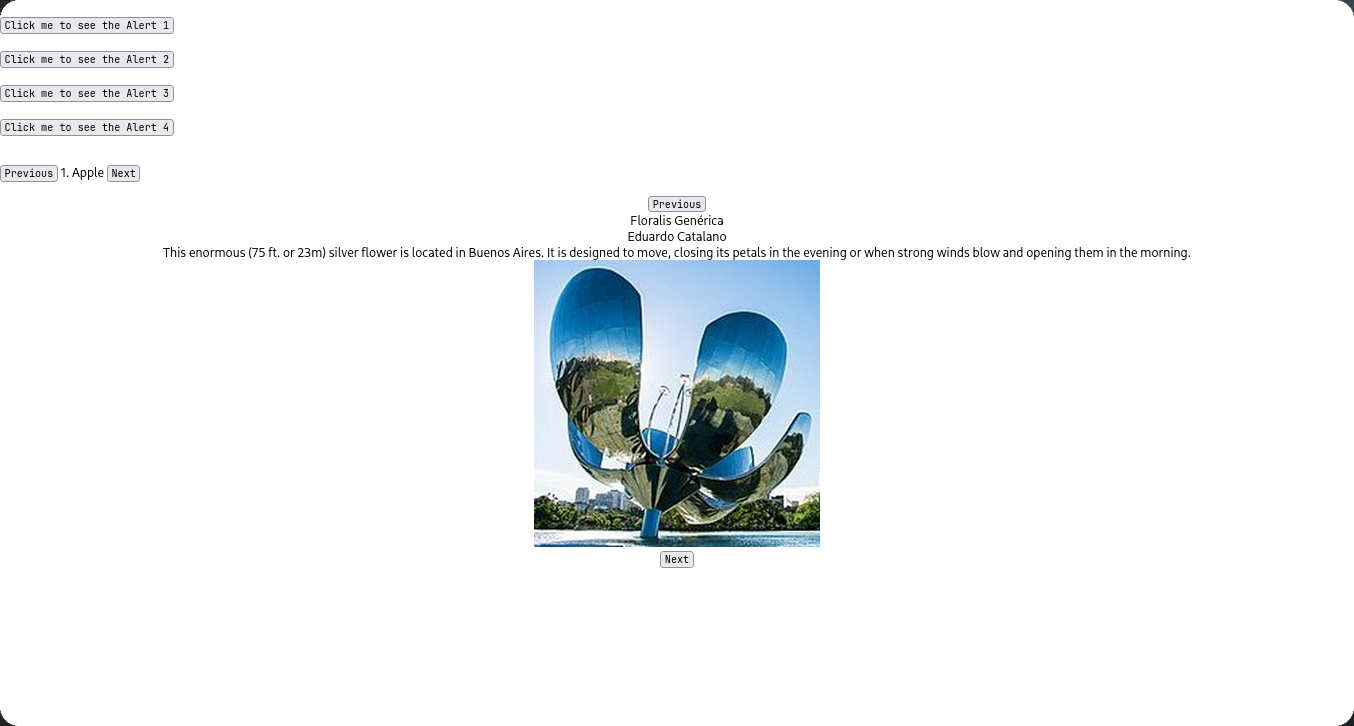 Click me to see the Alert 1
Click me to see the Alert 2
Click me to see the Alert 3
Click me to see the Alert 4
Previous 1. Apple Next
Previous
Floralis Genérica
Eduardo Catalano
This enormous (75 ft. or 23m) silver flower is located in Buenos Aires. It is designed to move, closing its petals in the evening or when strong winds blow and opening them in the morning.
Next